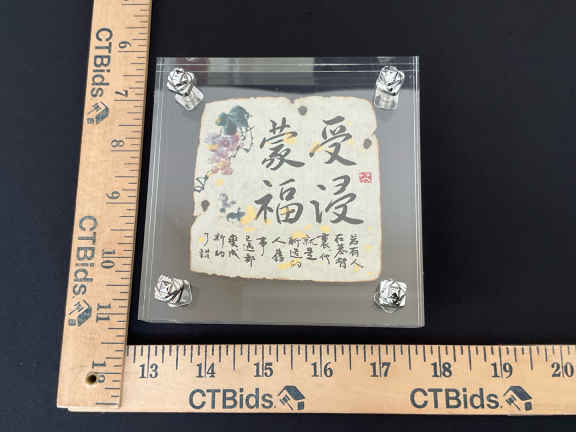 受浸
蒙福
若有人
在基督
裏他
就是
新造的
人舊
事
已過都
變成
新的
了
CTBids.
CTBids.
6
7
8
9
10
11
12
13
14
15
16
17
18
19
20
CTBids.
CTBids.